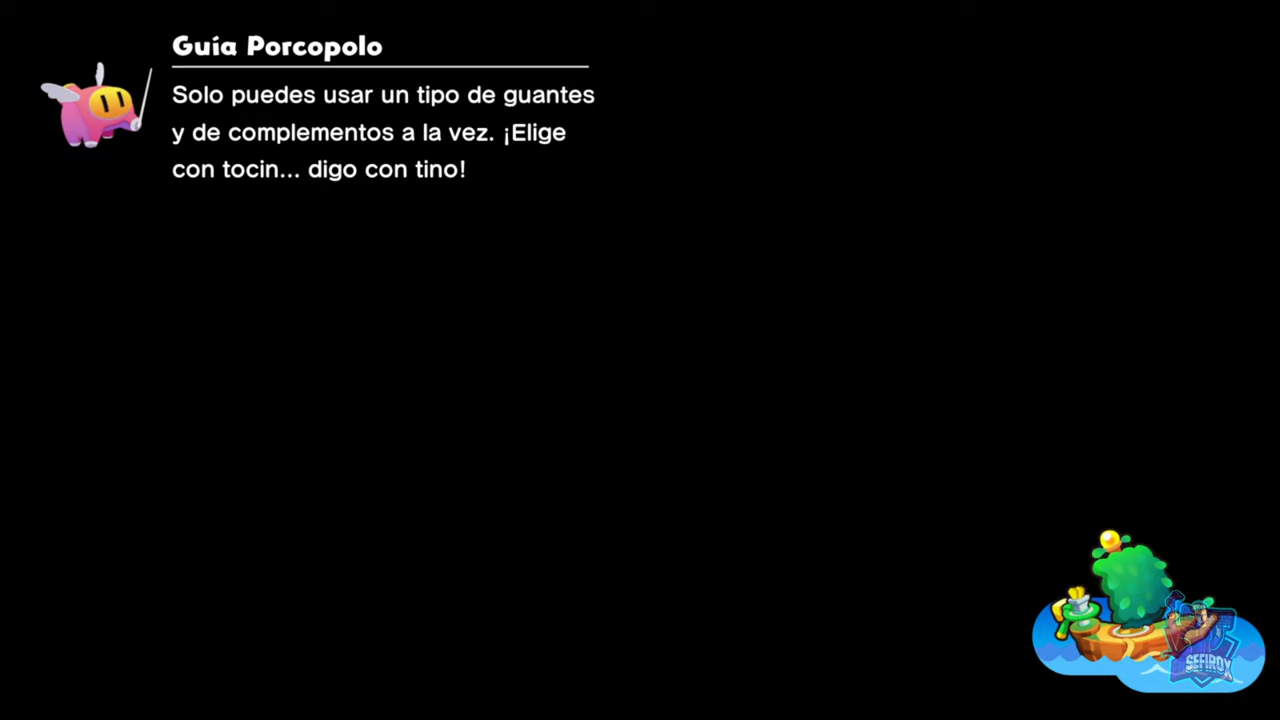 Guía Porcopolo
Solo puedes usar un tipo de guantes
y de complementos a la vez. ¡Elige
con tocin... digo con tino!
SEFIROX